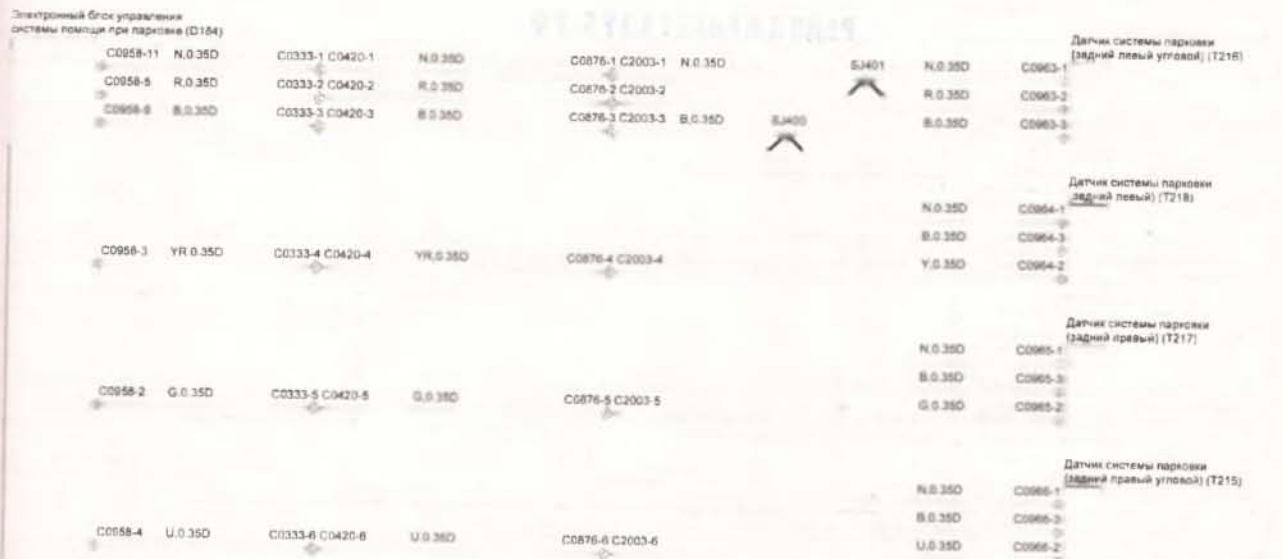 Электронный блок управления
системы помощи при парковке (D184)
Датчик системы парковки
(задний левый угловой) (T216)
C0958-11 N,0.35D C0333-1 C0420-1 N,0.35D C0876-1 C2003-1 N,0.35D SJ401 N,0.35D C0963-1
C0958-5 R,0.35D C0333-2 C0420-2 R,0.35D C0876-2 C2003-2 R,0.35D C0963-2
C0958-9 B,0.35D C0333-3 C0420-3 B,0.35D C0876-3 C2003-3 B,0.35D SJ400 B,0.35D C0963-3
Датчик системы парковки
задний левый) (T218)
N,0.35D C0964-1
B,0.35D C0964-3
C0958-3 YR,0.35D C0333-4 C0420-4 YR,0.35D C0876-4 C2003-4 Y,0.35D C0964-2
Датчик системы парковки
(задний правый) (T217)
N,0.35D C0965-1
B,0.35D C0965-3
C0958-2 G,0.35D C0333-5 C0420-5 G,0.35D C0876-5 C2003-5 G,0.35D C0965-2
Датчик системы парковки
(задний правый угловой) (T215)
N,0.35D C0966-1
B,0.35D C0966-3
C0958-4 U,0.35D C0333-6 C0420-6 U,0.35D C0876-6 C2003-6 U,0.35D C0966-2